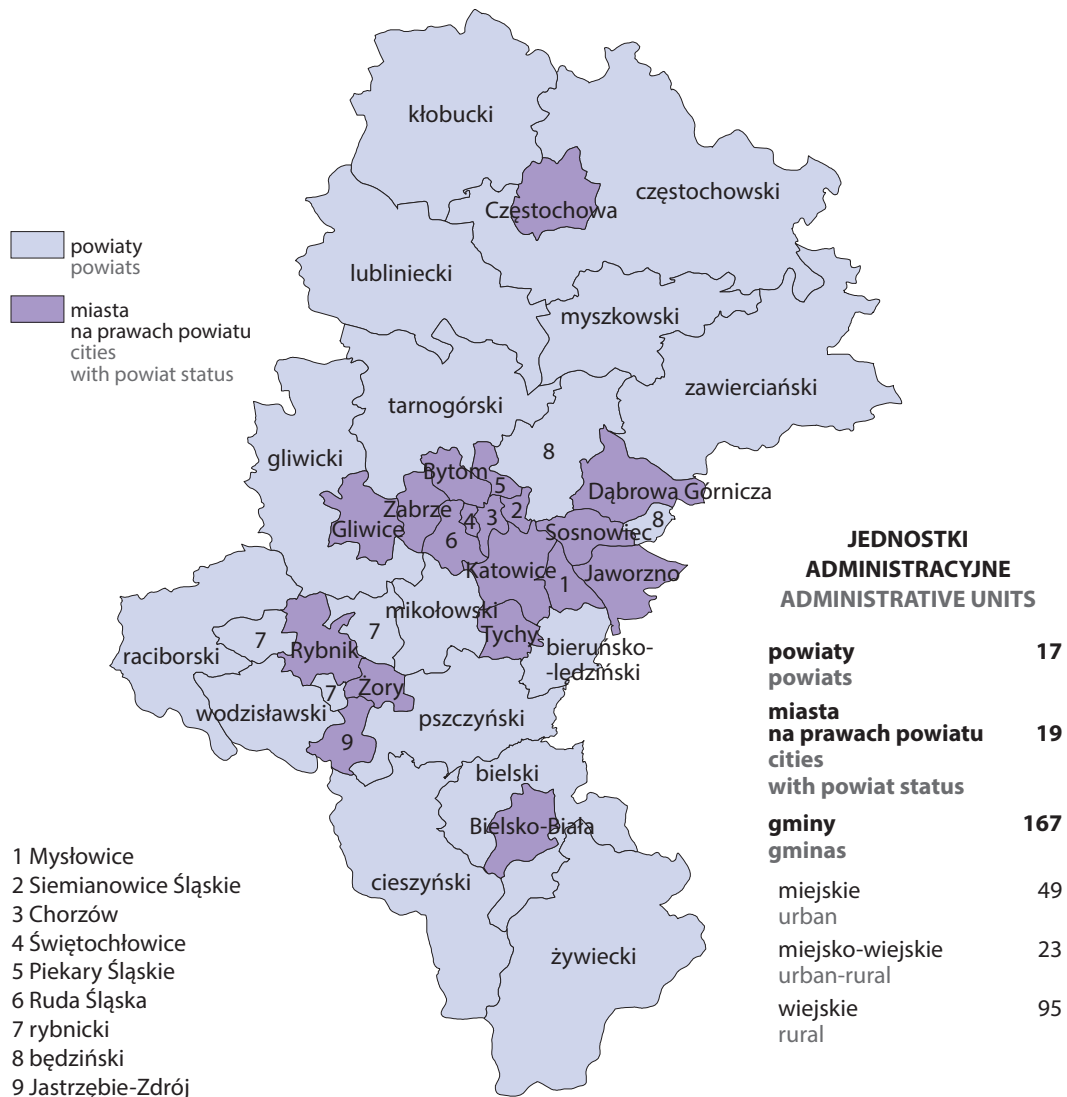 kłobucki
częstochowski
Częstochowa
powiaty
powiats
lubliniecki
miasta
na prawach powiatu
cities
with powiat status
myszkowski
zawierciański
tarnogórski
8
gliwicki
Bytom
5
Dąbrowa Górnicza
Zabrze
4
3
2
8
Gliwice
6
Sosnowiec
Katowice
1
Jaworzno
mikołowski
7
7
Rybnik
Tychy
bieruńsko-
-lędziński
raciborski
7
Żory
wodzisławski
pszczyński
9
bielski
Bielsko-Biała
cieszyński
żywiecki
JEDNOSTKI
ADMINISTRACYJNE
ADMINISTRATIVE UNITS
powiaty 17
powiats
miasta
na prawach powiatu 19
cities
with powiat status
gminy 167
gminas
miejskie 49
urban
miejsko-wiejskie 23
urban-rural
wiejskie 95
rural
1 Mysłowice
2 Siemianowice Śląskie
3 Chorzów
4 Świętochłowice
5 Piekary Śląskie
6 Ruda Śląska
7 rybnicki
8 będziński
9 Jastrzębie-Zdrój